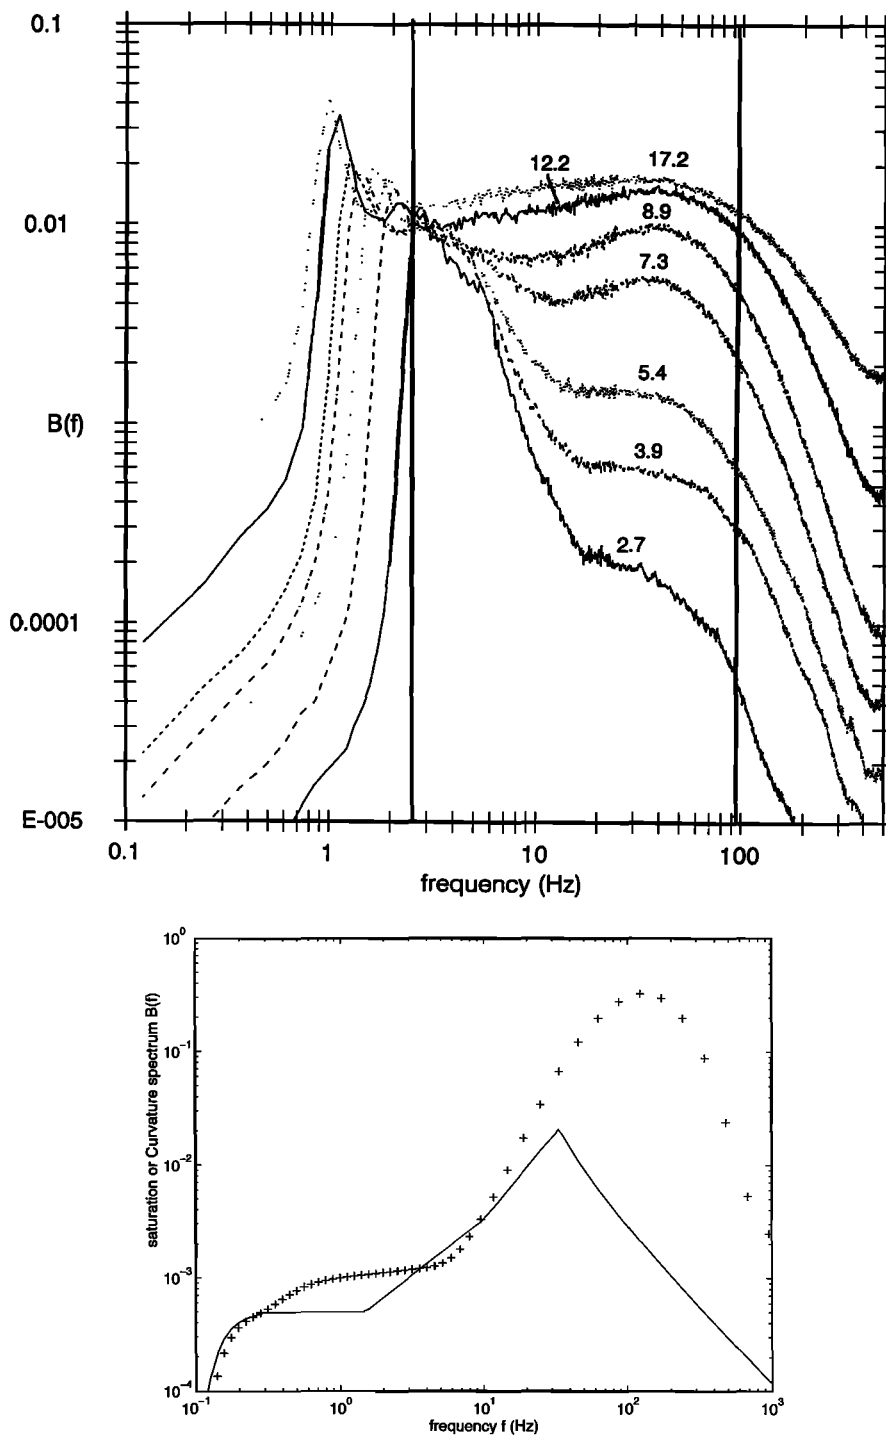 0.1
17.2
12.2
0.01
8.9
7.3
5.4
B(f)
3.9
2.7
0.0001
E-005
0.1 1 10 100
frequency (Hz)
10^0
10^-1
10^-2
10^-3
10^-4
saturation or Curvature spectrum B(f)
10^-1 10^0 10^1 10^2 10^3
frequency f (Hz)